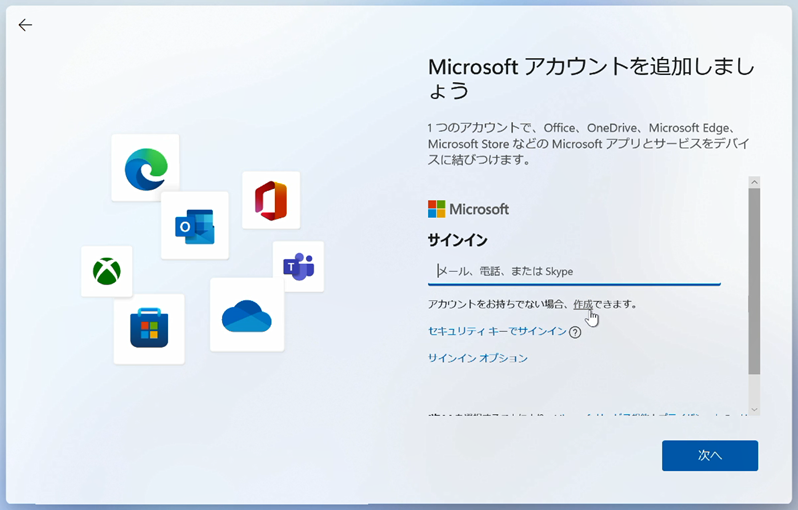 Microsoft アカウントを追加しまし
ょう
1 つのアカウントで、Office、OneDrive、Microsoft Edge、
Microsoft Store などの Microsoft アプリとサービスをデバイ
スに結びつけます。
Microsoft
サインイン
メール、電話、または Skype
アカウントをお持ちでない場合、作成できます。
セキュリティ キーでサインイン
サインイン オプション
次へ